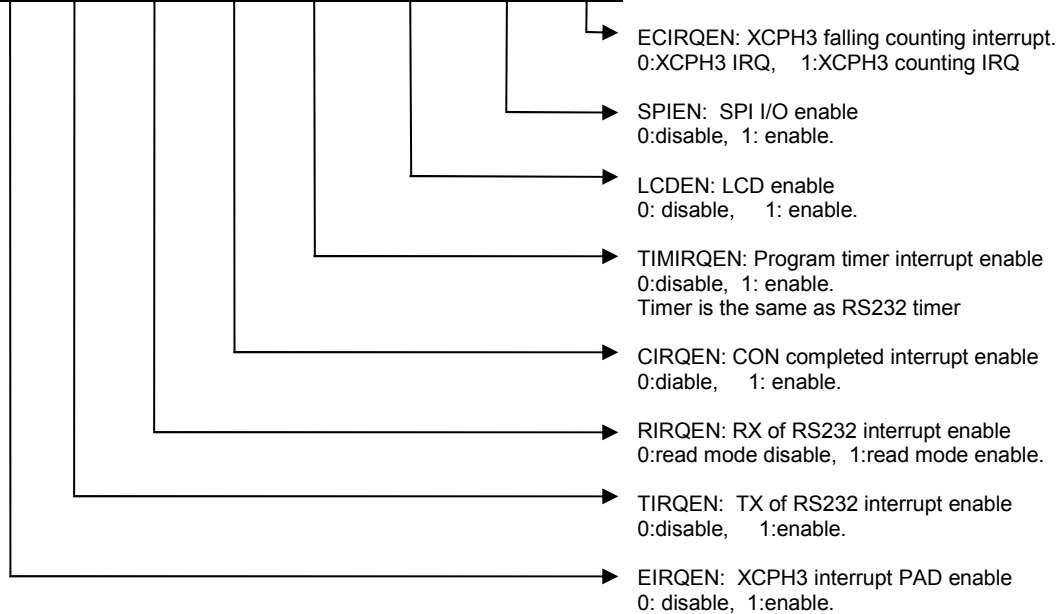 ECIRQEN: XCPH3 falling counting interrupt.
0:XCPH3 IRQ, 1:XCPH3 counting IRQ
SPIEN: SPI I/O enable
0:disable, 1: enable.
LCDEN: LCD enable
0: disable, 1: enable.
TIMIRQEN: Program timer interrupt enable
0:disable, 1: enable.
Timer is the same as RS232 timer
CIRQEN: CON completed interrupt enable
0:diable, 1: enable.
RIRQEN: RX of RS232 interrupt enable
0:read mode disable, 1:read mode enable.
TIRQEN: TX of RS232 interrupt enable
0:disable, 1:enable.
EIRQEN: XCPH3 interrupt PAD enable
0: disable, 1:enable.